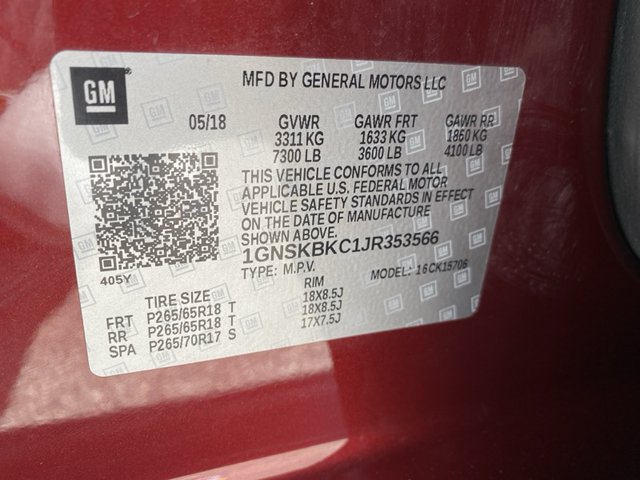 GM
MFD BY GENERAL MOTORS LLC
05/18 GVWR GAWR FRT GAWR RR
3311 KG 1633 KG 1860 KG
7300 LB 3600 LB 4100 LB
THIS VEHICLE CONFORMS TO ALL
APPLICABLE U.S. FEDERAL MOTOR
VEHICLE SAFETY STANDARDS IN EFFECT
ON THE DATE OF MANUFACTURE
SHOWN ABOVE.
1GNSKBKC1JR353566
405Y
TYPE: M.P.V. MODEL: 16CK15706
TIRE SIZE RIM
FRT P265/65R18 T 18X8.5J
RR P265/65R18 T 18X8.5J
SPA P265/70R17 S 17X7.5J